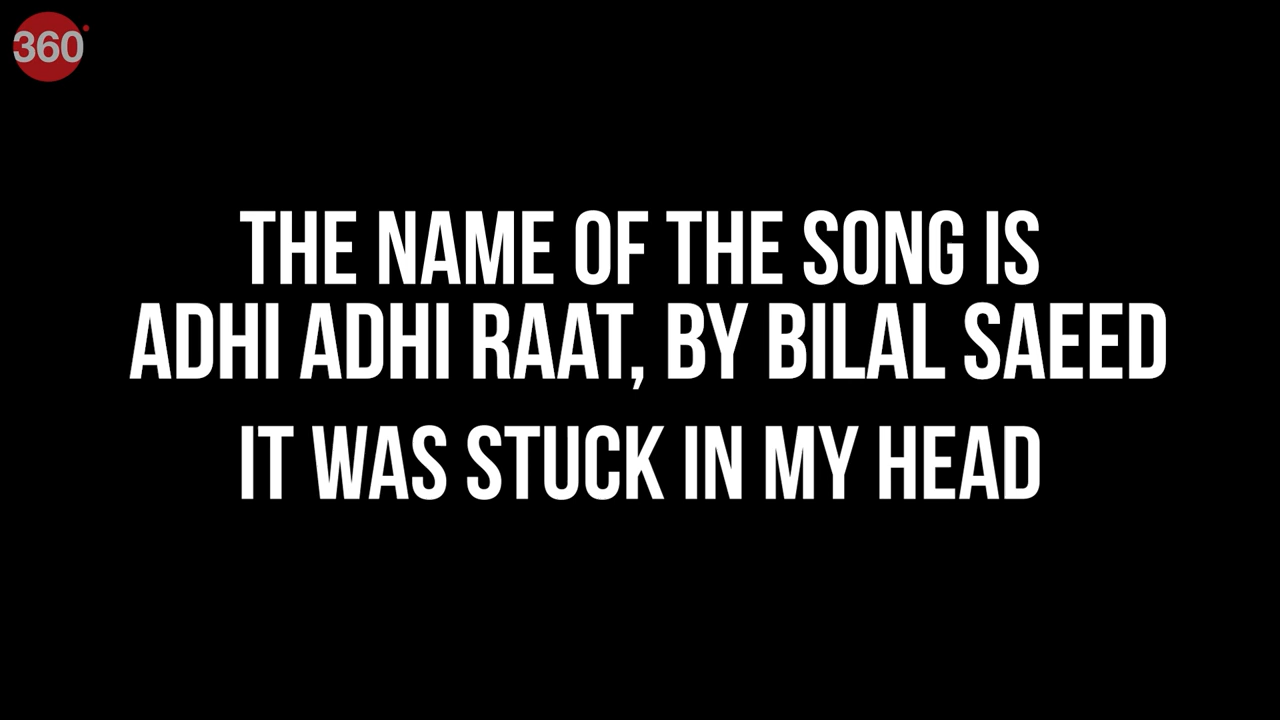 360°
THE NAME OF THE SONG IS
ADHI ADHI RAAT, BY BILAL SAEED
IT WAS STUCK IN MY HEAD